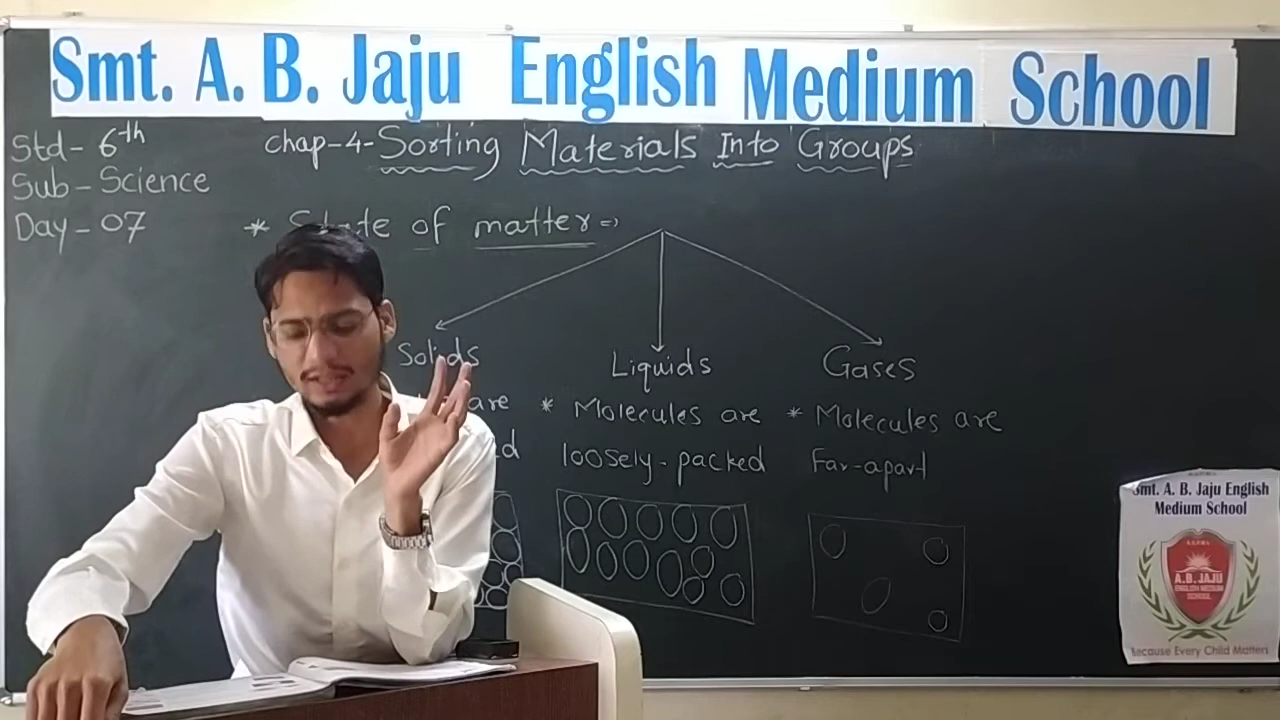 Smt. A. B. Jaju English Medium School
Std - 6th
Sub - Science
Day - 07
chap-4- Sorting Materials Into Groups
* State of matter =>
Solids
are
Liquids
* Molecules are
loosely-packed
Gases
* Molecules are
Far-apart
Smt. A. B. Jaju English
Medium School
A.B. JAJU
ENGLISH MEDIUM
SCHOOL
Because Every Child Matters